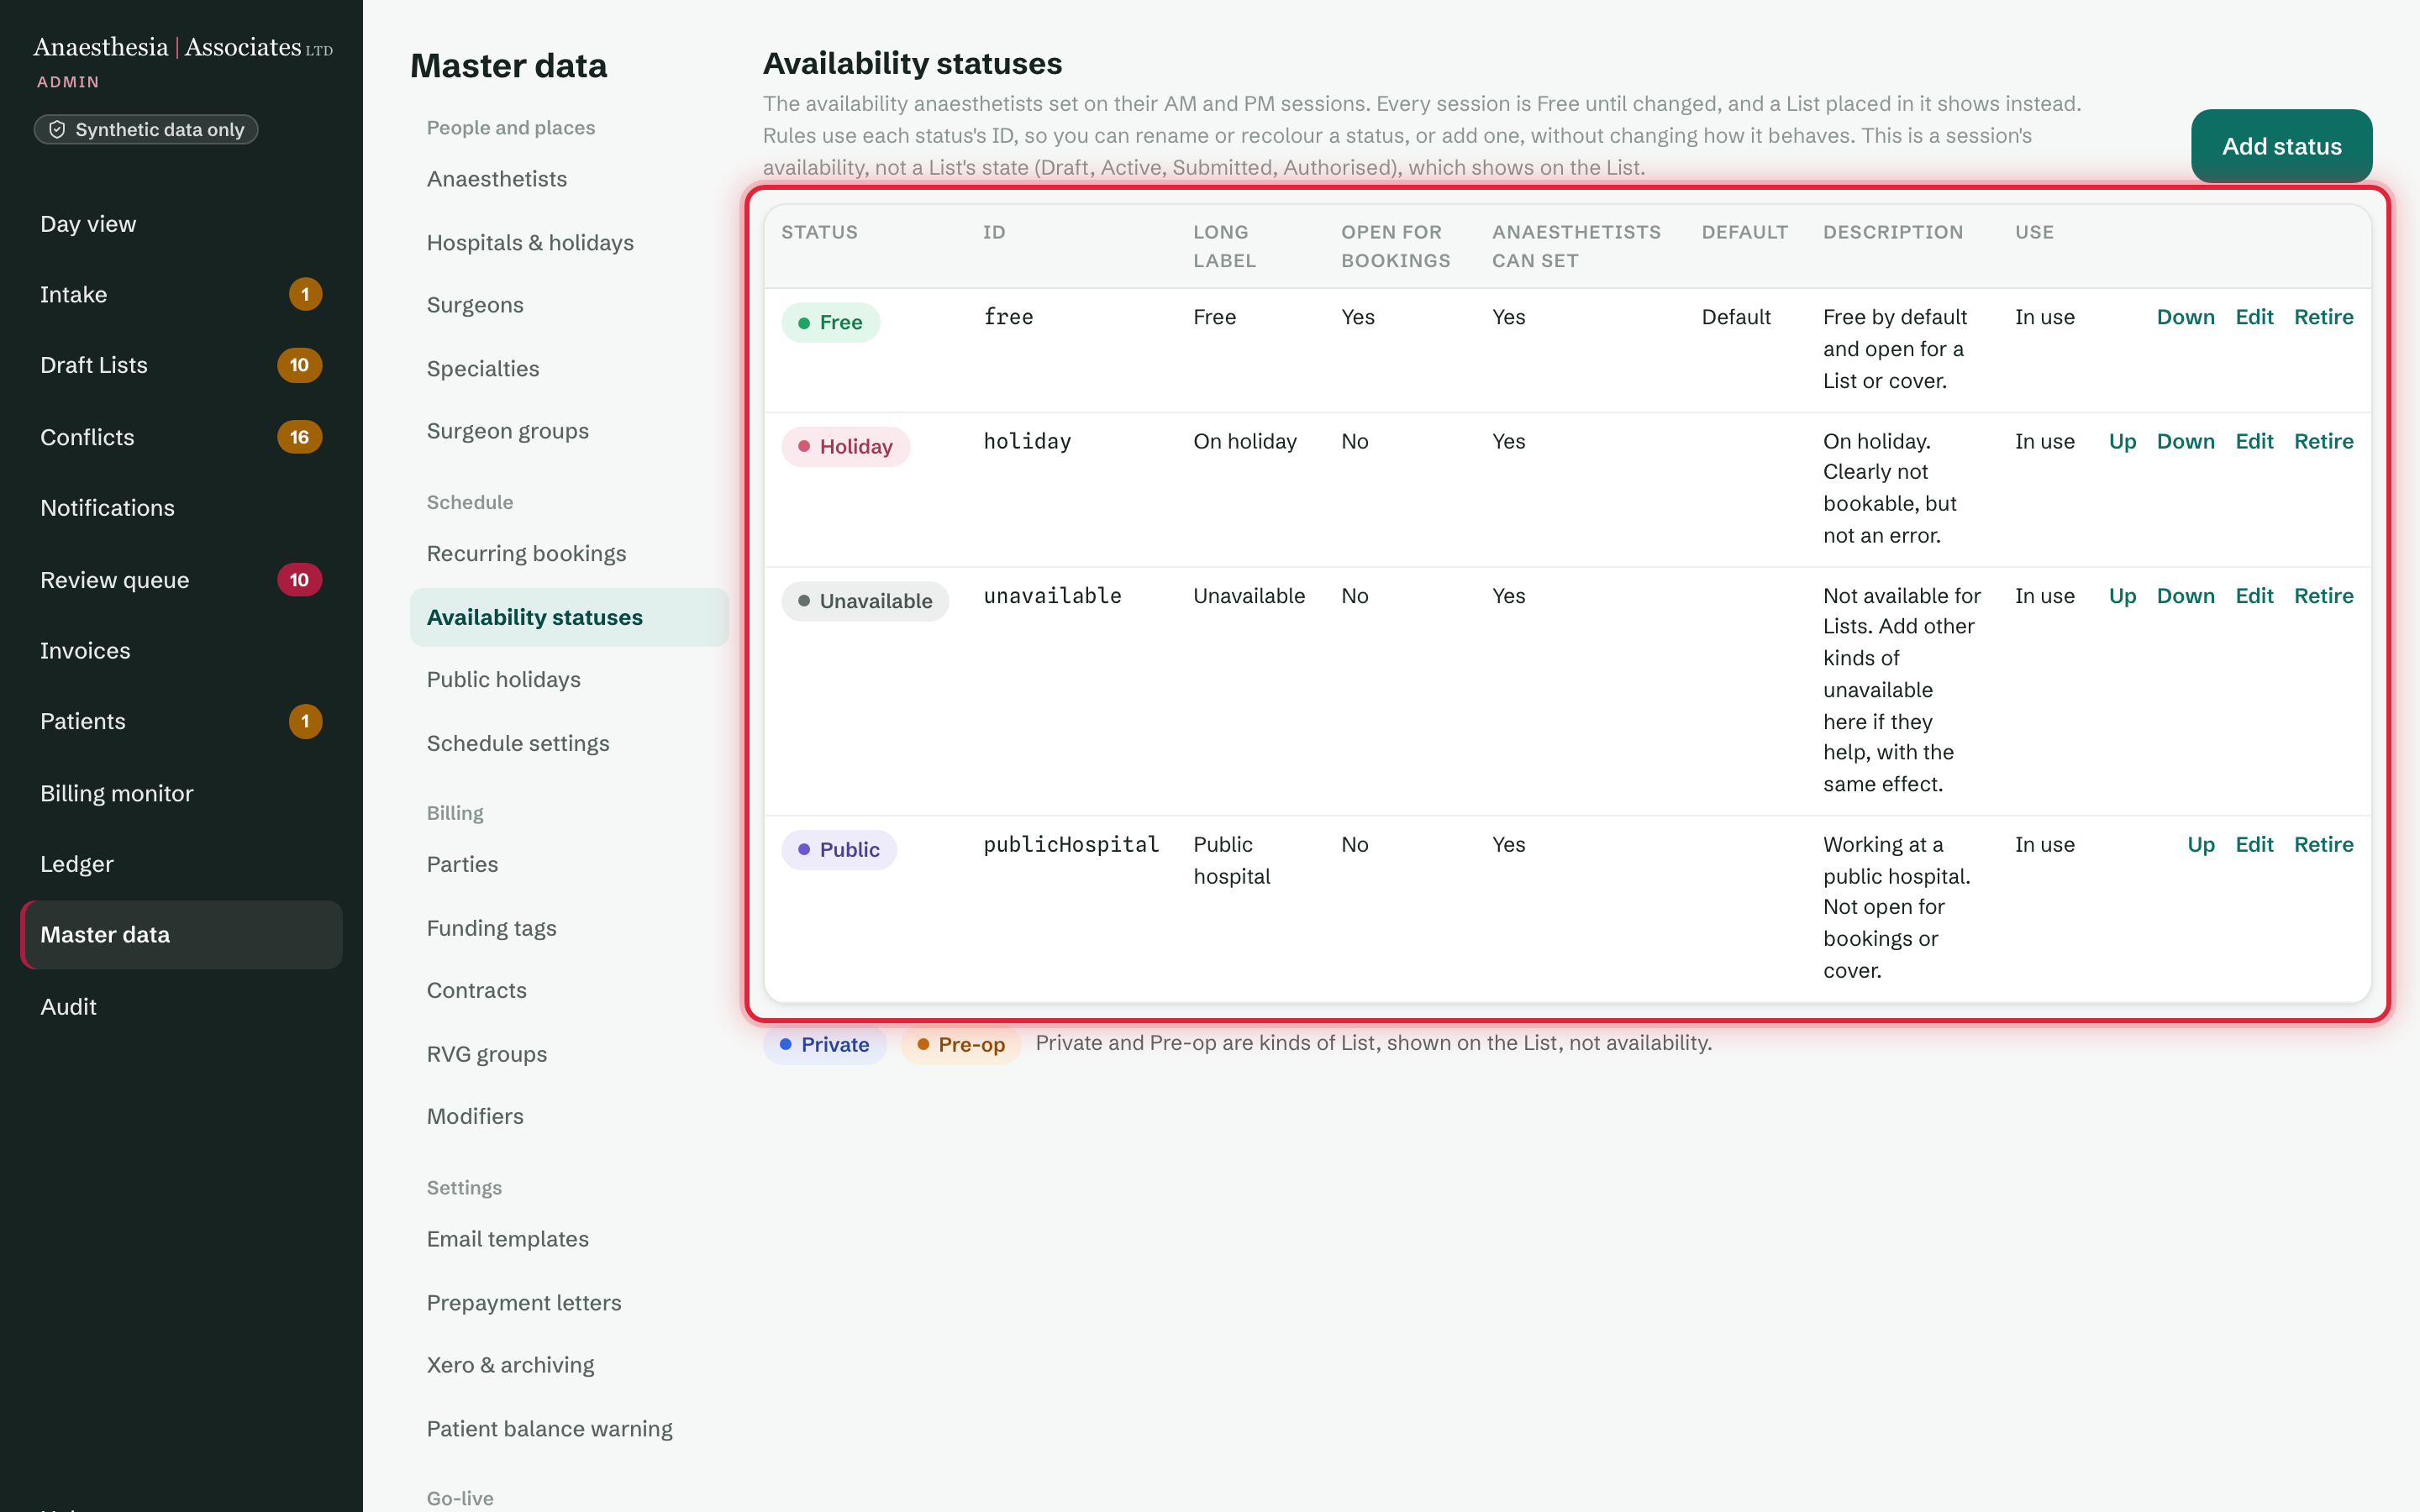 Anaesthesia | Associates LTD
ADMIN
Synthetic data only
Day view
Intake 1
Draft Lists 10
Conflicts 16
Notifications
Review queue 10
Invoices
Patients 1
Billing monitor
Ledger
Master data
Audit
Master data
People and places
Anaesthetists
Hospitals & holidays
Surgeons
Specialties
Surgeon groups
Schedule
Recurring bookings
Availability statuses
Public holidays
Schedule settings
Billing
Parties
Funding tags
Contracts
RVG groups
Modifiers
Settings
Email templates
Prepayment letters
Xero & archiving
Patient balance warning
Go-live
Availability statuses
The availability anaesthetists set on their AM and PM sessions. Every session is Free until changed, and a List placed in it shows instead.
Rules use each status's ID, so you can rename or recolour a status, or add one, without changing how it behaves. This is a session's
availability, not a List's state (Draft, Active, Submitted, Authorised), which shows on the List.
Add status
STATUS ID LONG LABEL OPEN FOR BOOKINGS ANAESTHETISTS CAN SET DEFAULT DESCRIPTION USE
Free free Free Yes Yes Default Free by default In use Down Edit Retire
and open for a
List or cover.
Holiday holiday On holiday No Yes On holiday. In use Up Down Edit Retire
Clearly not
bookable, but
not an error.
Unavailable unavailable Unavailable No Yes Not available for In use Up Down Edit Retire
Lists. Add other
kinds of
unavailable
here if they
help, with the
same effect.
Public publicHospital Public No Yes Working at a In use Up Edit Retire
hospital public hospital.
Not open for
bookings or
cover.
Private Pre-op Private and Pre-op are kinds of List, shown on the List, not availability.